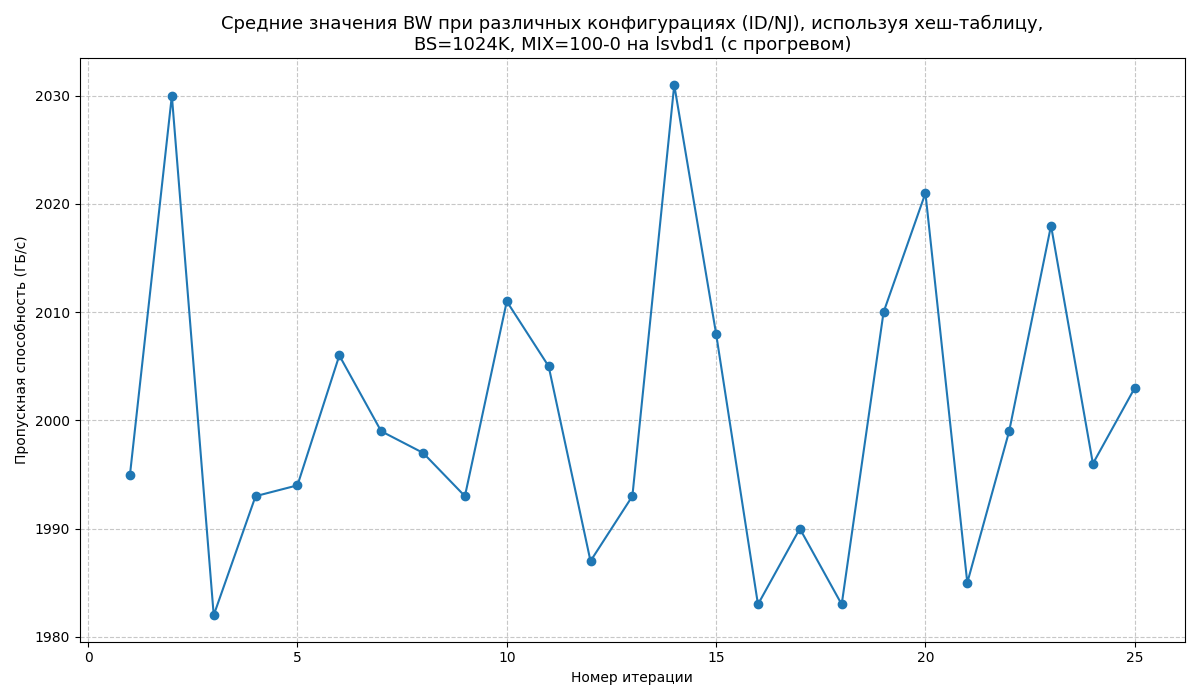 Средние значения BW при различных конфигурациях (ID/NJ), используя хеш-таблицу,
BS=1024K, MIX=100-0 на lsvbd1 (с прогревом)
Пропускная способность (ГБ/с)
2030
2020
2010
2000
1990
1980
0 5 10 15 20 25
Номер итерации